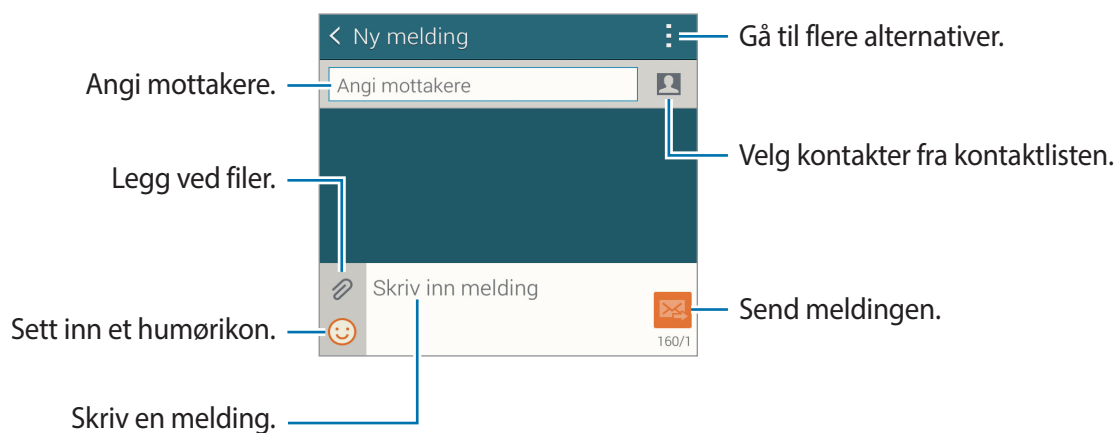 Ny melding
Gå til flere alternativer.
Angi mottakere.
Angi mottakere
Velg kontakter fra kontaktlisten.
Legg ved filer.
Skriv inn melding
Send meldingen.
Sett inn et humørikon.
160/1
Skriv en melding.